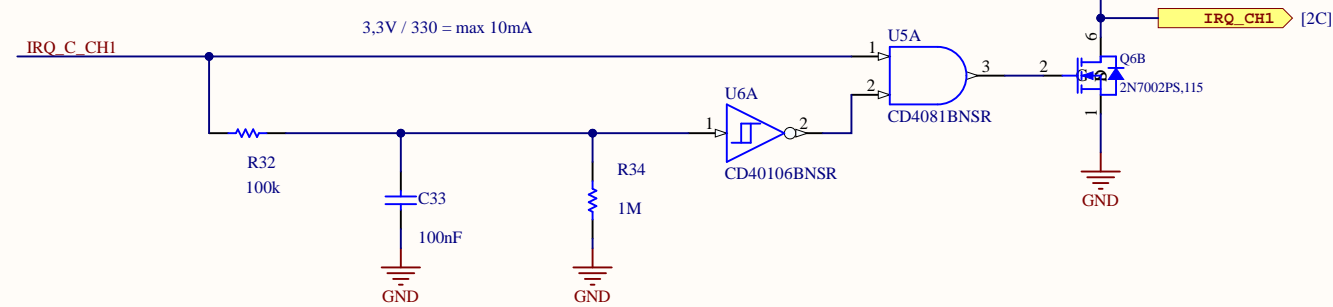 3,3V / 330 = max 10mA
IRQ_CH1
[2C]
IRQ_C_CH1
1
U5A
6
Q6B
2N7002PS,115
3
2
G
D
S
2
CD4081BNSR
U6A
1
2
CD40106BNSR
1
GND
R32
100k
C33
100nF
GND
R34
1M
GND